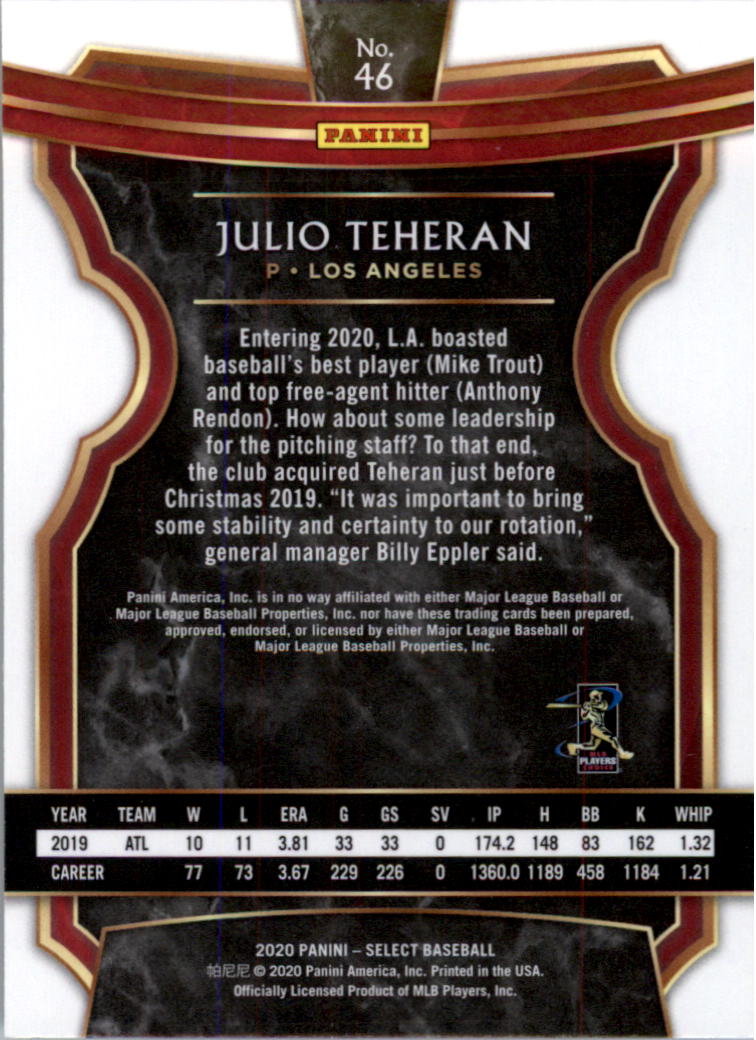 No.
46
PANINI
JULIO TEHERAN
P • LOS ANGELES
Entering 2020, L.A. boasted
baseball's best player (Mike Trout)
and top free-agent hitter (Anthony
Rendon). How about some leadership
for the pitching staff? To that end,
the club acquired Teheran just before
Christmas 2019. “It was important to bring
some stability and certainty to our rotation,”
general manager Billy Eppler said.
Panini America, Inc. is in no way affiliated with either Major League Baseball or
Major League Baseball Properties, Inc. nor have these trading cards been prepared,
approved, endorsed, or licensed by either Major League Baseball or
Major League Baseball Properties, Inc.
MLB
PLAYERS
CHOICE
YEAR TEAM W L ERA G GS SV IP H BB K WHIP
2019 ATL 10 11 3.81 33 33 0 174.2 148 83 162 1.32
CAREER 77 73 3.67 229 226 0 1360.0 1189 458 1184 1.21
2020 PANINI – SELECT BASEBALL
帕尼尼 © 2020 Panini America, Inc. Printed in the USA.
Officially Licensed Product of MLB Players, Inc.